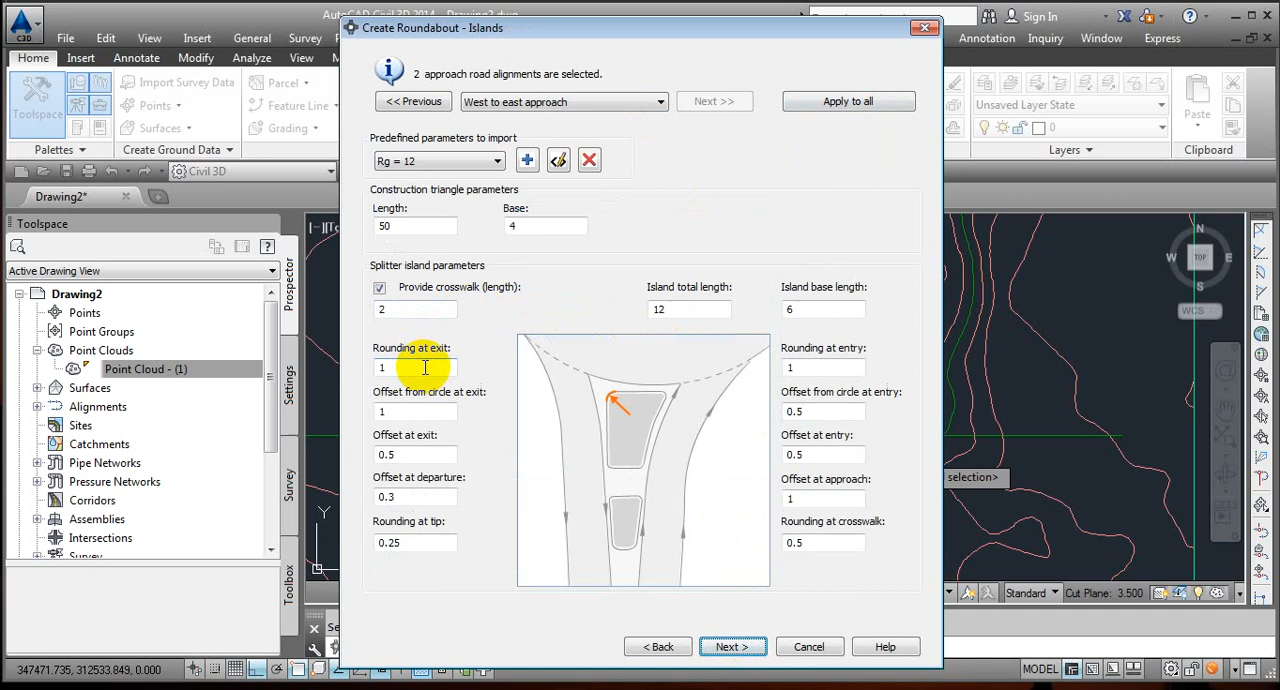 AutoCAD Civil 3D 2014 Drawing2.dwg
Sign In
C3D
File Edit View Insert General Survey
Annotation Inquiry Window Express
Home Insert Annotate Modify Analyze View
Toolspace
Import Survey Data
Points
Surfaces
Parcel
Feature Line
Grading
Palettes
Create Ground Data
Unsaved Layer State
0
Layers
Paste
Clipboard
Civil 3D
Drawing2*
Toolspace
Active Drawing View
Drawing2
Points
Point Groups
Point Clouds
Point Cloud - (1)
Surfaces
Alignments
Sites
Catchments
Pipe Networks
Pressure Networks
Corridors
Assemblies
Intersections
Survey
Prospector
Settings
Survey
Toolbox
Create Roundabout - Islands
2 approach road alignments are selected.
<< Previous
West to east approach
Next >>
Apply to all
Predefined parameters to import
Rg = 12
Construction triangle parameters
Length:
50
Base:
4
Splitter island parameters
Provide crosswalk (length):
2
Island total length:
12
Island base length:
6
Rounding at exit:
1
Offset from circle at exit:
1
Offset at exit:
0.5
Offset at departure:
0.3
Rounding at tip:
0.25
Rounding at entry:
1
Offset from circle at entry:
0.5
Offset at entry:
0.5
Offset at approach:
1
Rounding at crosswalk:
0.5
< Back
Next >
Cancel
Help
N
W
TOP
E
S
WCS
selection>
Y
Standard
Cut Plane: 3.500
347471.735, 312533.849, 0.000
MODEL